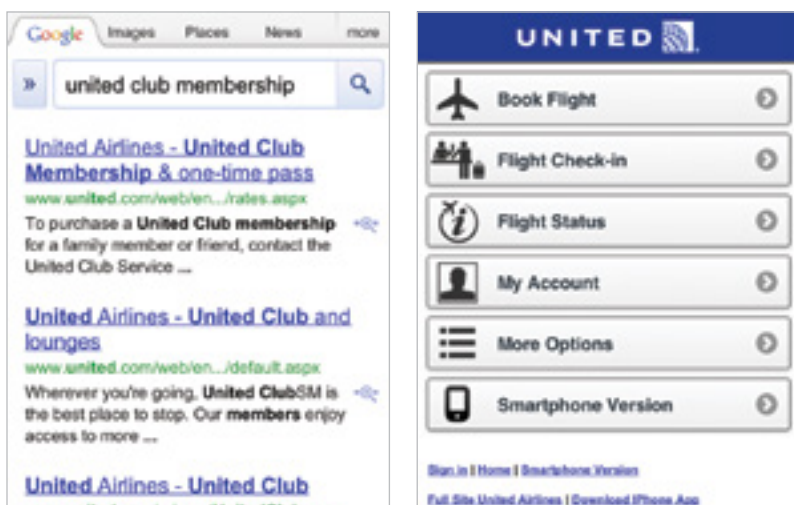 Google Images Places News more
» united club membership
United Airlines - United Club
Membership & one-time pass
www.united.com/web/en.../rates.aspx
To purchase a United Club membership
for a family member or friend, contact the
United Club Service ...
United Airlines - United Club and
lounges
www.united.com/web/en.../default.aspx
Wherever you're going, United ClubSM is
the best place to stop. Our members enjoy
access to more ...
United Airlines - United Club
UNITED
Book Flight
Flight Check-in
Flight Status
My Account
More Options
Smartphone Version
Sign in | Home | Smartphone Version
Full Site United Airlines | Download iPhone App